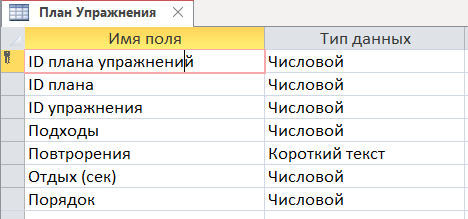 План Упражнения
Имя поля Тип данных
ID плана упражнений Числовой
ID плана Числовой
ID упражнения Числовой
Подходы Числовой
Повтрорения Короткий текст
Отдых (сек) Числовой
Порядок Числовой